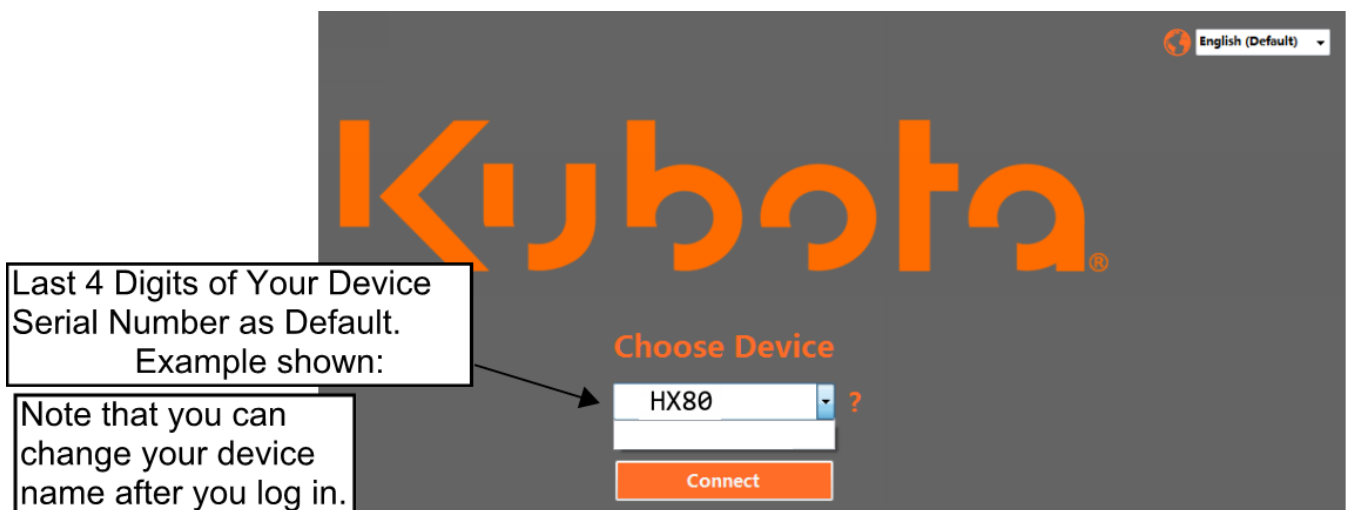 English (Default)
Kubota®
Last 4 Digits of Your Device
Serial Number as Default.
Example shown:
Choose Device
HX80
?
Note that you can
change your device
name after you log in.
Connect